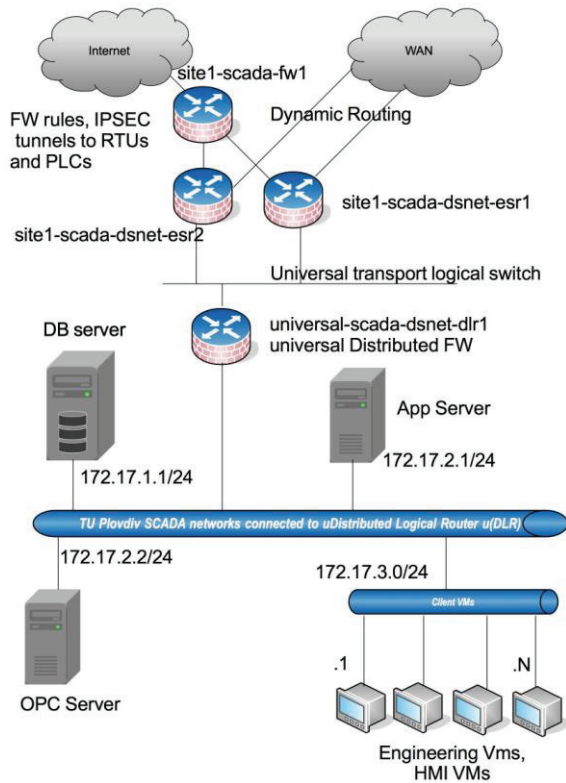 Internet
WAN
site1-scada-fw1
FW rules, IPSEC
tunnels to RTUs
and PLCs
Dynamic Routing
site1-scada-dsnet-esr1
site1-scada-dsnet-esr2
Universal transport logical switch
universal-scada-dsnet-dlr1
universal Distributed FW
DB server
App Server
172.17.1.1/24
172.17.2.1/24
TU Plovdiv SCADA networks connected to uDistributed Logical Router u(DLR)
172.17.2.2/24
172.17.3.0/24
Client VMs
.1
.N
OPC Server
Engineering Vms,
HMI VMs